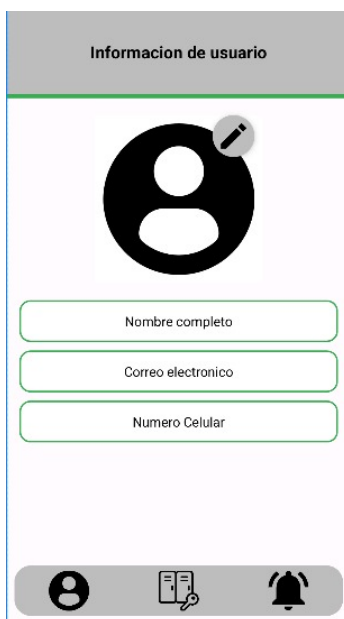 Informacion de usuario
Nombre completo
Correo electronico
Numero Celular